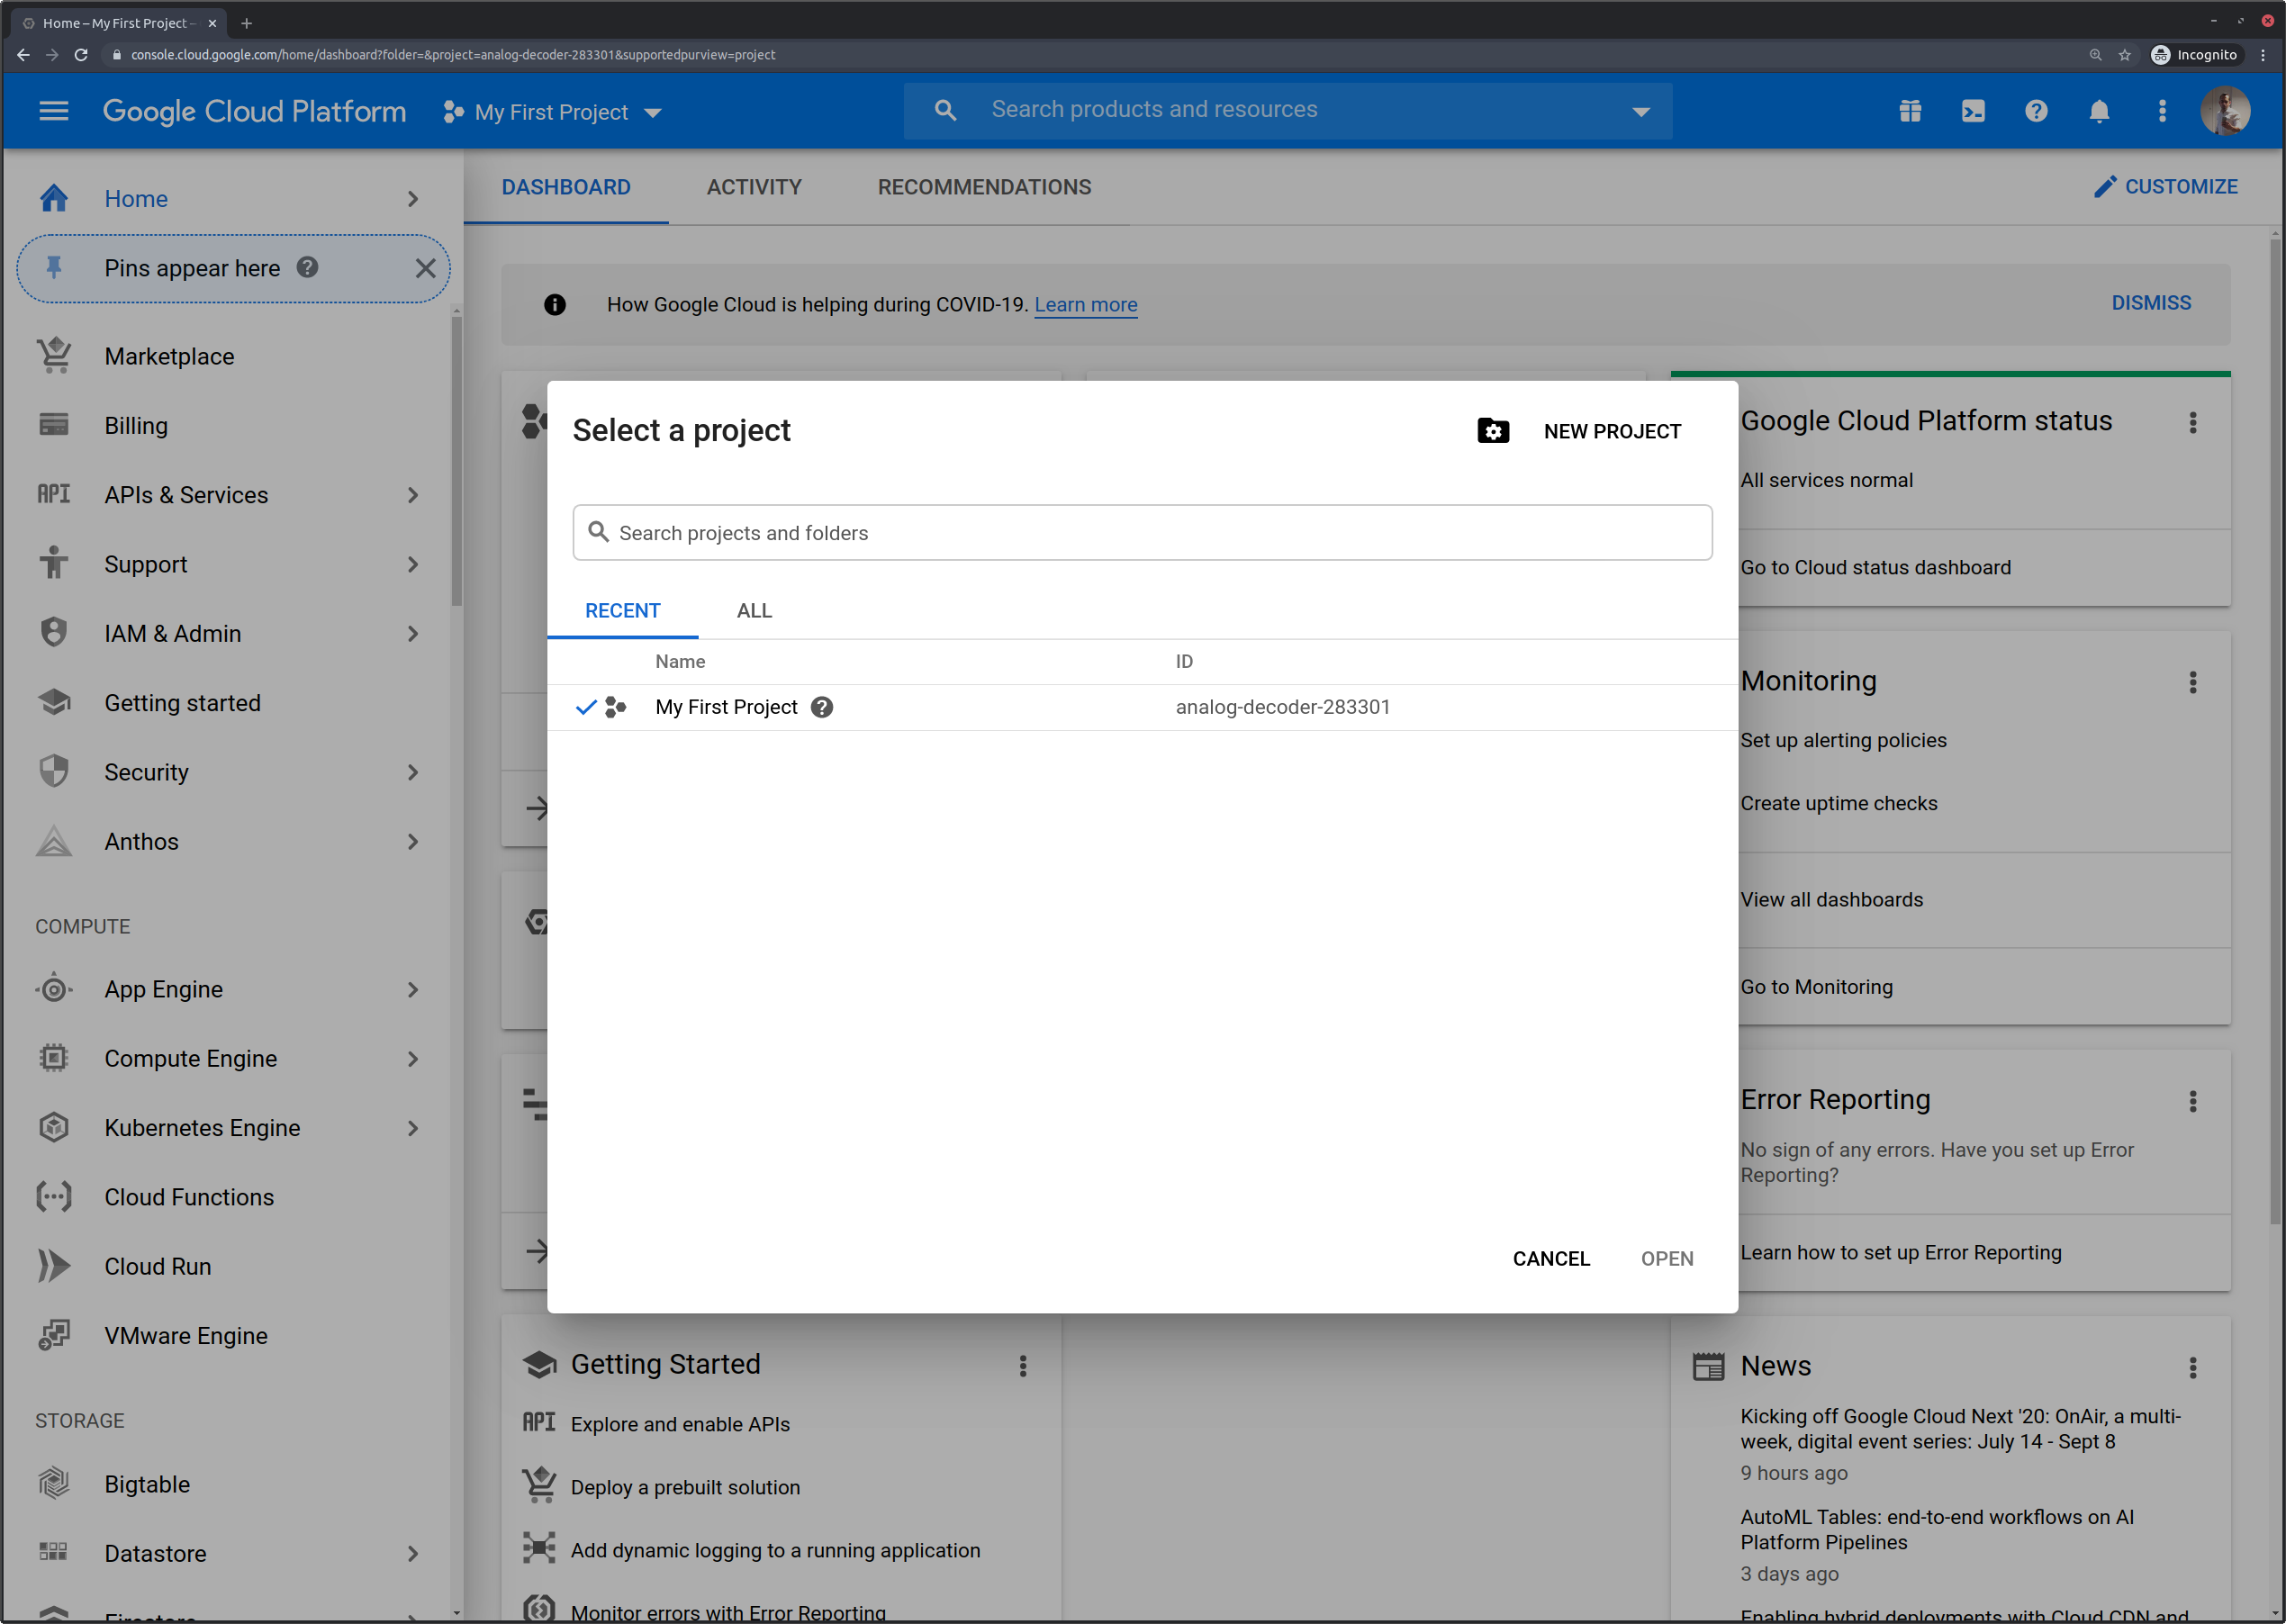 Home – My First Project –
console.cloud.google.com/home/dashboard?folder=&project=analog-decoder-283301&supportedpurview=project
Incognito
Google Cloud Platform
My First Project
Search products and resources
Home
Pins appear here
Marketplace
Billing
API
APIs & Services
Support
IAM & Admin
Getting started
Security
Anthos
COMPUTE
App Engine
Compute Engine
Kubernetes Engine
Cloud Functions
Cloud Run
VMware Engine
STORAGE
Bigtable
Datastore
Firestore
DASHBOARD
ACTIVITY
RECOMMENDATIONS
CUSTOMIZE
How Google Cloud is helping during COVID-19. Learn more
DISMISS
Select a project
NEW PROJECT
Search projects and folders
RECENT
ALL
Name
ID
My First Project
analog-decoder-283301
CANCEL
OPEN
Getting Started
API
Explore and enable APIs
Deploy a prebuilt solution
Add dynamic logging to a running application
Monitor errors with Error Reporting
Google Cloud Platform status
All services normal
Go to Cloud status dashboard
Monitoring
Set up alerting policies
Create uptime checks
View all dashboards
Go to Monitoring
Error Reporting
No sign of any errors. Have you set up Error
Reporting?
Learn how to set up Error Reporting
News
Kicking off Google Cloud Next '20: OnAir, a multi-
week, digital event series: July 14 - Sept 8
9 hours ago
AutoML Tables: end-to-end workflows on AI
Platform Pipelines
3 days ago
Enabling hybrid deployments with Cloud CDN and